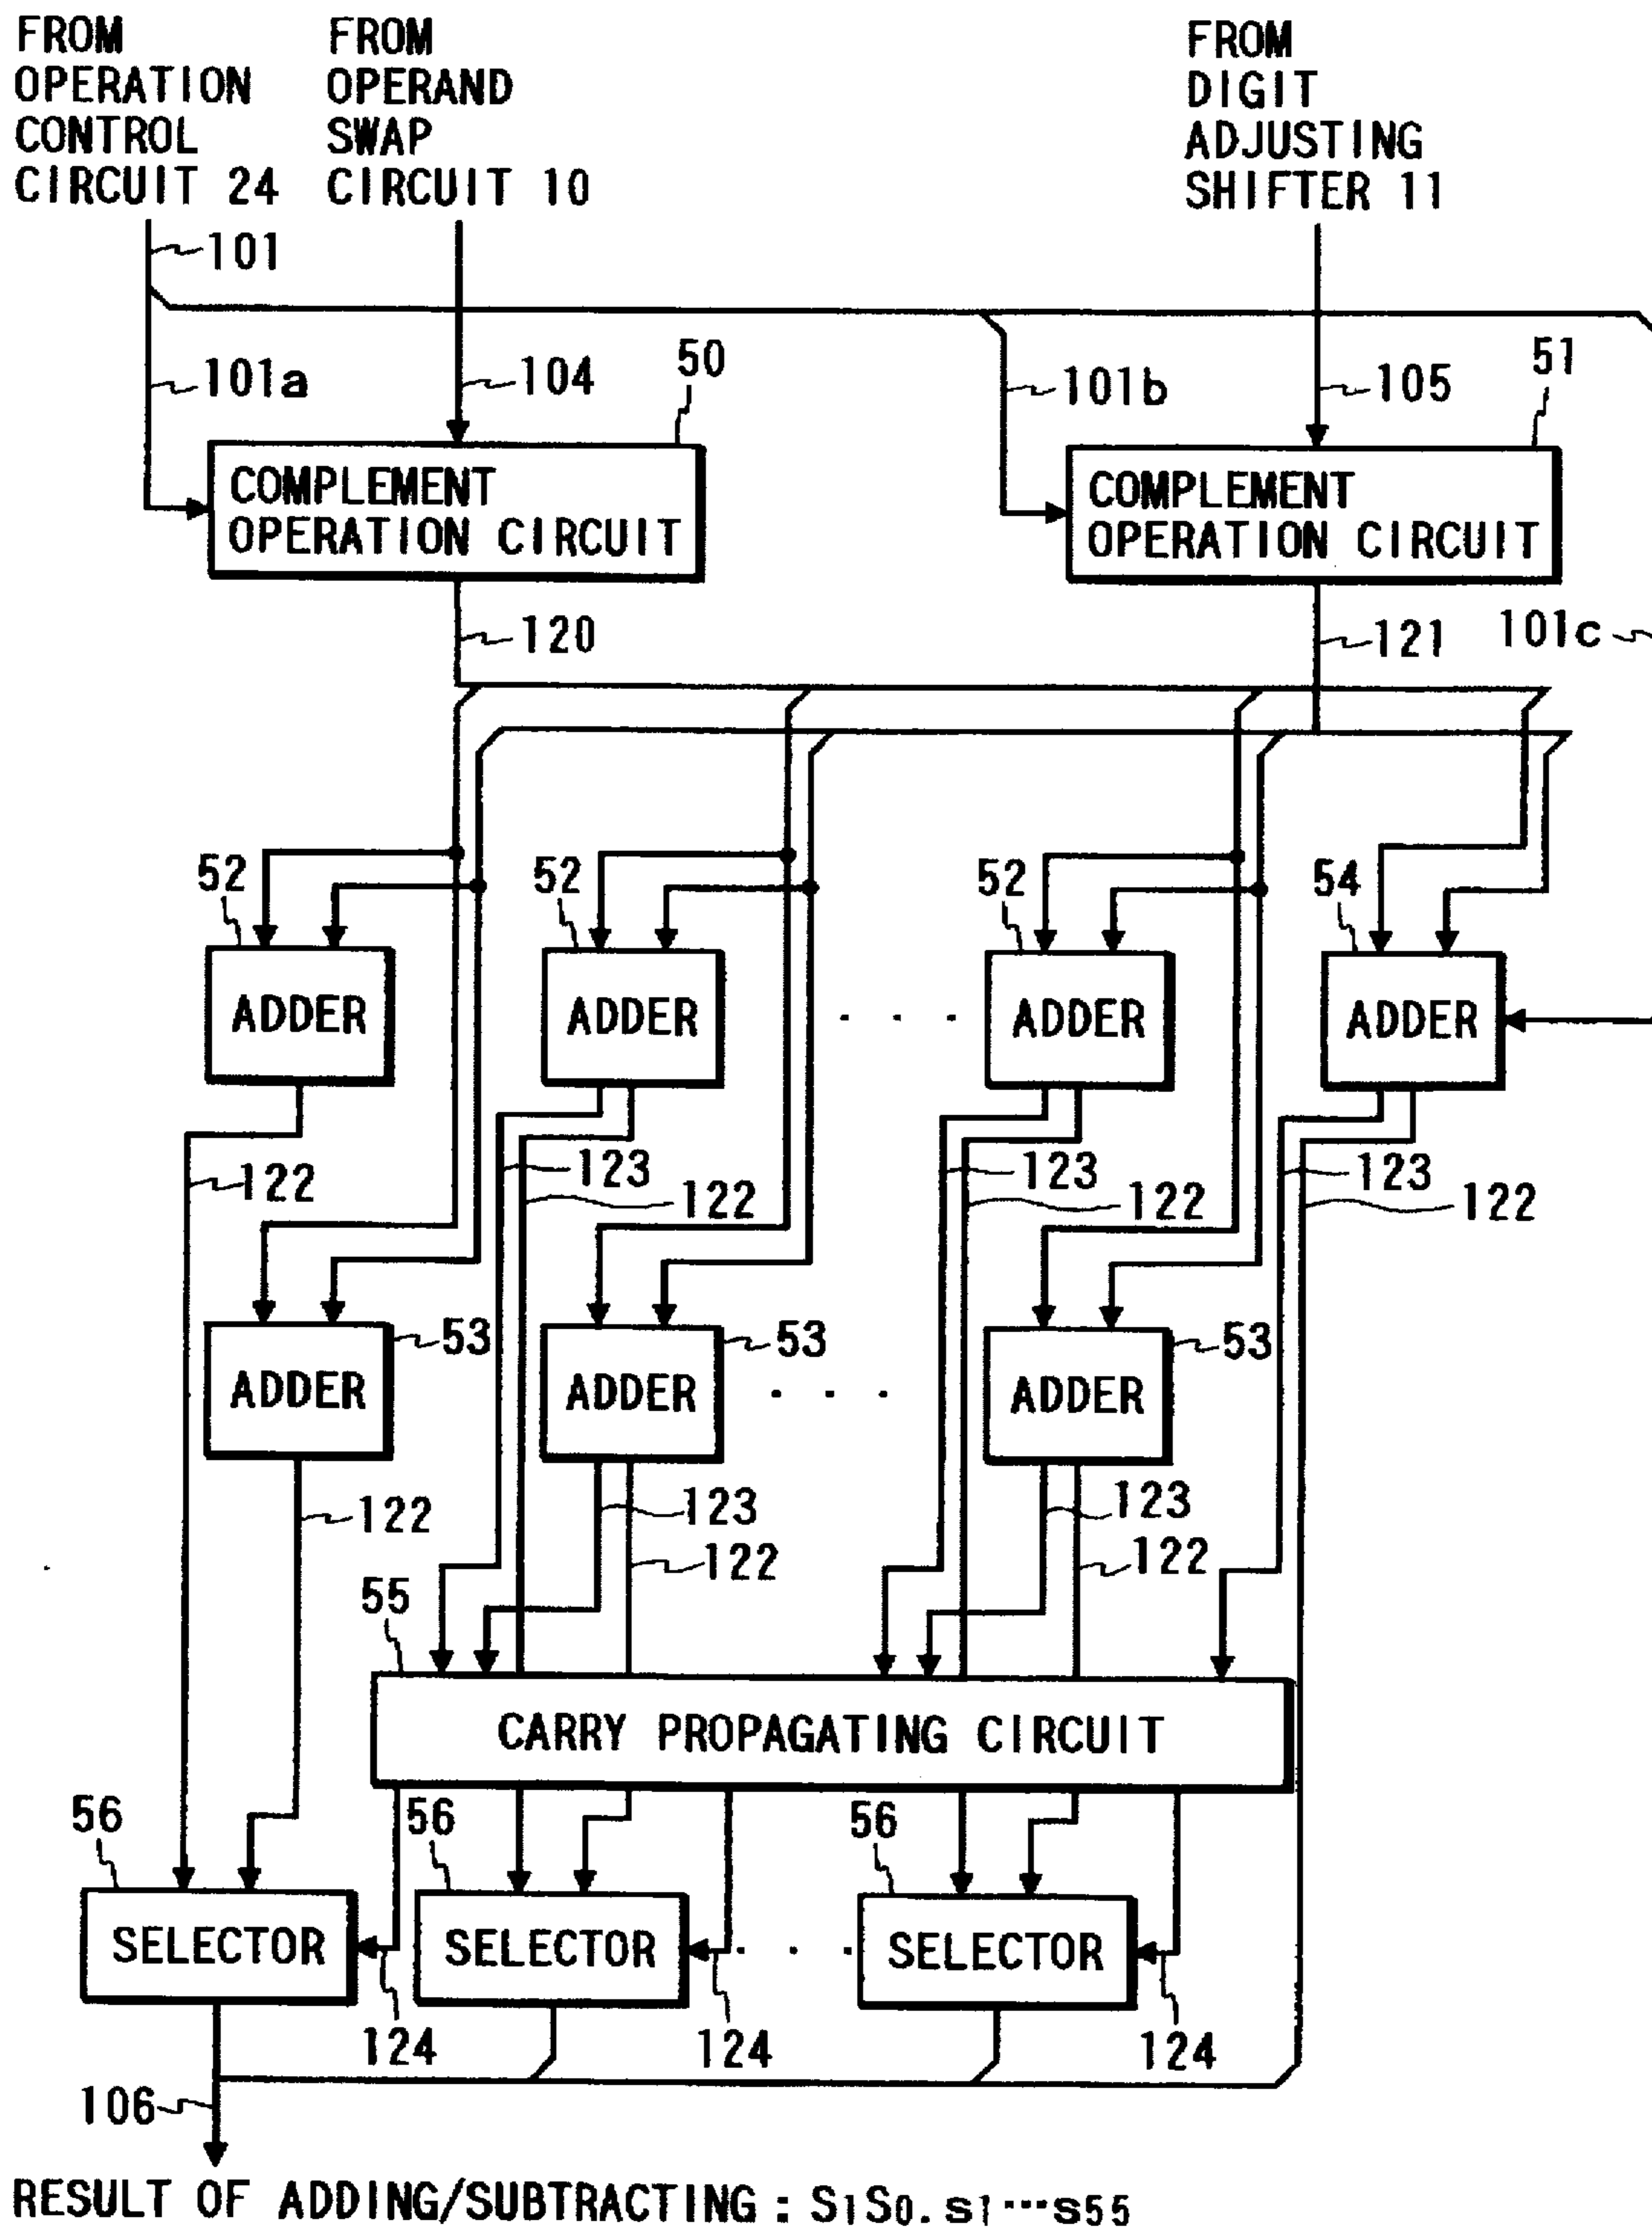 FROM
OPERATION
CONTROL
CIRCUIT 24
FROM
OPERAND
SWAP
CIRCUIT 10
FROM
DIGIT
ADJUSTING
SHIFTER 11
101
101a
104
50
101b
105
51
COMPLEMENT
OPERATION CIRCUIT
COMPLEMENT
OPERATION CIRCUIT
120
121
101c
52
52
52
54
ADDER
ADDER
. . .
ADDER
ADDER
122
123
122
123
122
123
122
53
53
53
ADDER
ADDER
. . .
ADDER
122
123
122
123
122
55
CARRY PROPAGATING CIRCUIT
56
56
56
SELECTOR
SELECTOR
. . .
SELECTOR
124
124
124
106
RESULT OF ADDING/SUBTRACTING : S1S0. s1···s55